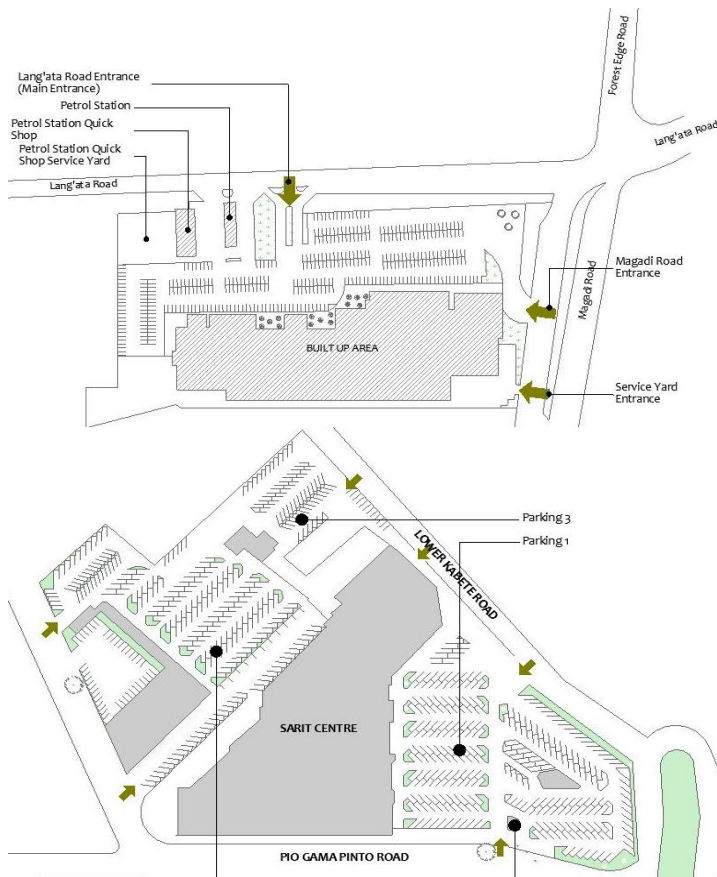 Forest Edge Road
Lang'ata Road Entrance
(Main Entrance)
Petrol Station
Petrol Station Quick
Shop
Petrol Station Quick
Shop Service Yard
Lang'ata Road
Lang'ata Road
Magadi Road
Entrance
Magadi Road
BUILT UP AREA
Service Yard
Entrance
Parking 3
Parking 1
LOWER KABETE ROAD
SARIT CENTRE
PIO GAMA PINTO ROAD